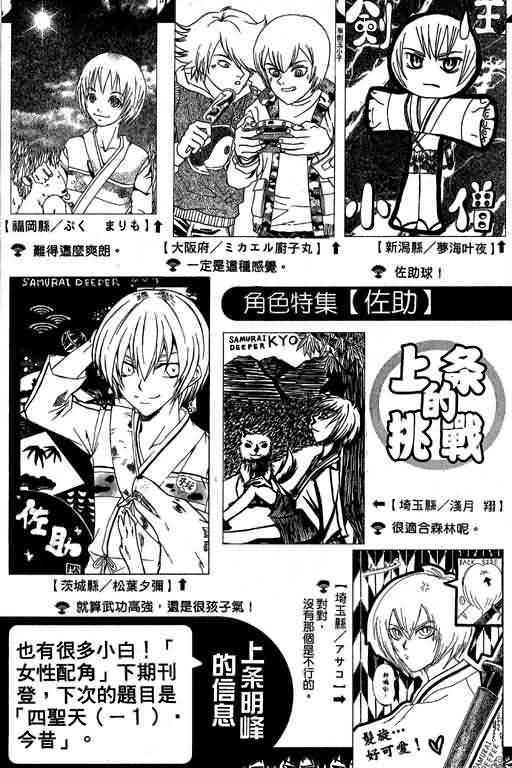 劍王
小僧
【福岡縣／ぷく　まりも】
難得這麼爽朗。
【大阪府／ミカエル廚子丸】
一定是這種感覺。
【新潟縣／夢海叶夜】
佐助球！
角色特集【佐助】
SAMURAI DEEPER
佐助
SAMURAI
DEEPER KYO
上条
的
挑戰
【埼玉縣／淺月　翔】
很適合森林呢。
【茨城縣／松葉夕彌】
就算武功高強，還是很孩子氣！
【埼玉縣／アサコ】
對對，
沒有那個是不行的。
BACK SIDE
髮旋…
好可愛！
上条明峰
的信息
也有很多小白！「
女性配角」下期刊
登，下次的題目是
「四聖天（－1）・
今昔」。